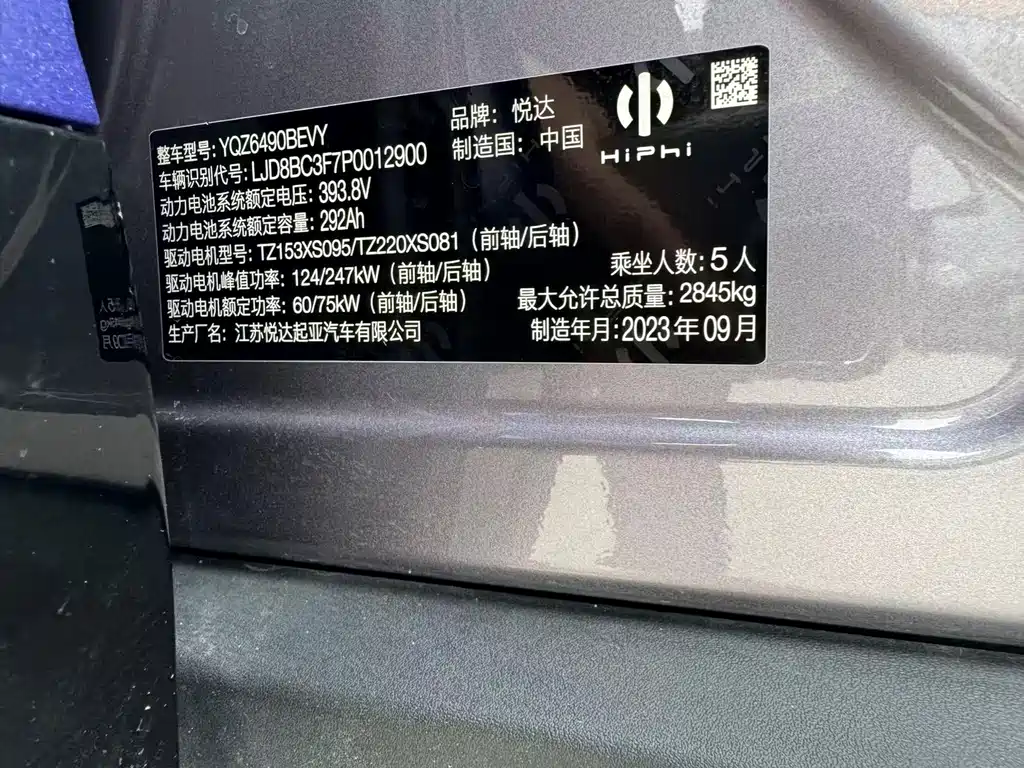 整车型号: YQZ6490BEVY
品牌: 悦达
车辆识别代号: LJD8BC3F7P0012900
制造国: 中国
HiPhi
动力电池系统额定电压: 393.8V
动力电池系统额定容量: 292Ah
驱动电机型号: TZ153XS095/TZ220XS081 (前轴/后轴)
驱动电机峰值功率: 124/247kW (前轴/后轴)
乘坐人数: 5人
驱动电机额定功率: 60/75kW (前轴/后轴)
最大允许总质量: 2845kg
生产厂名: 江苏悦达起亚汽车有限公司
制造年月: 2023年09月